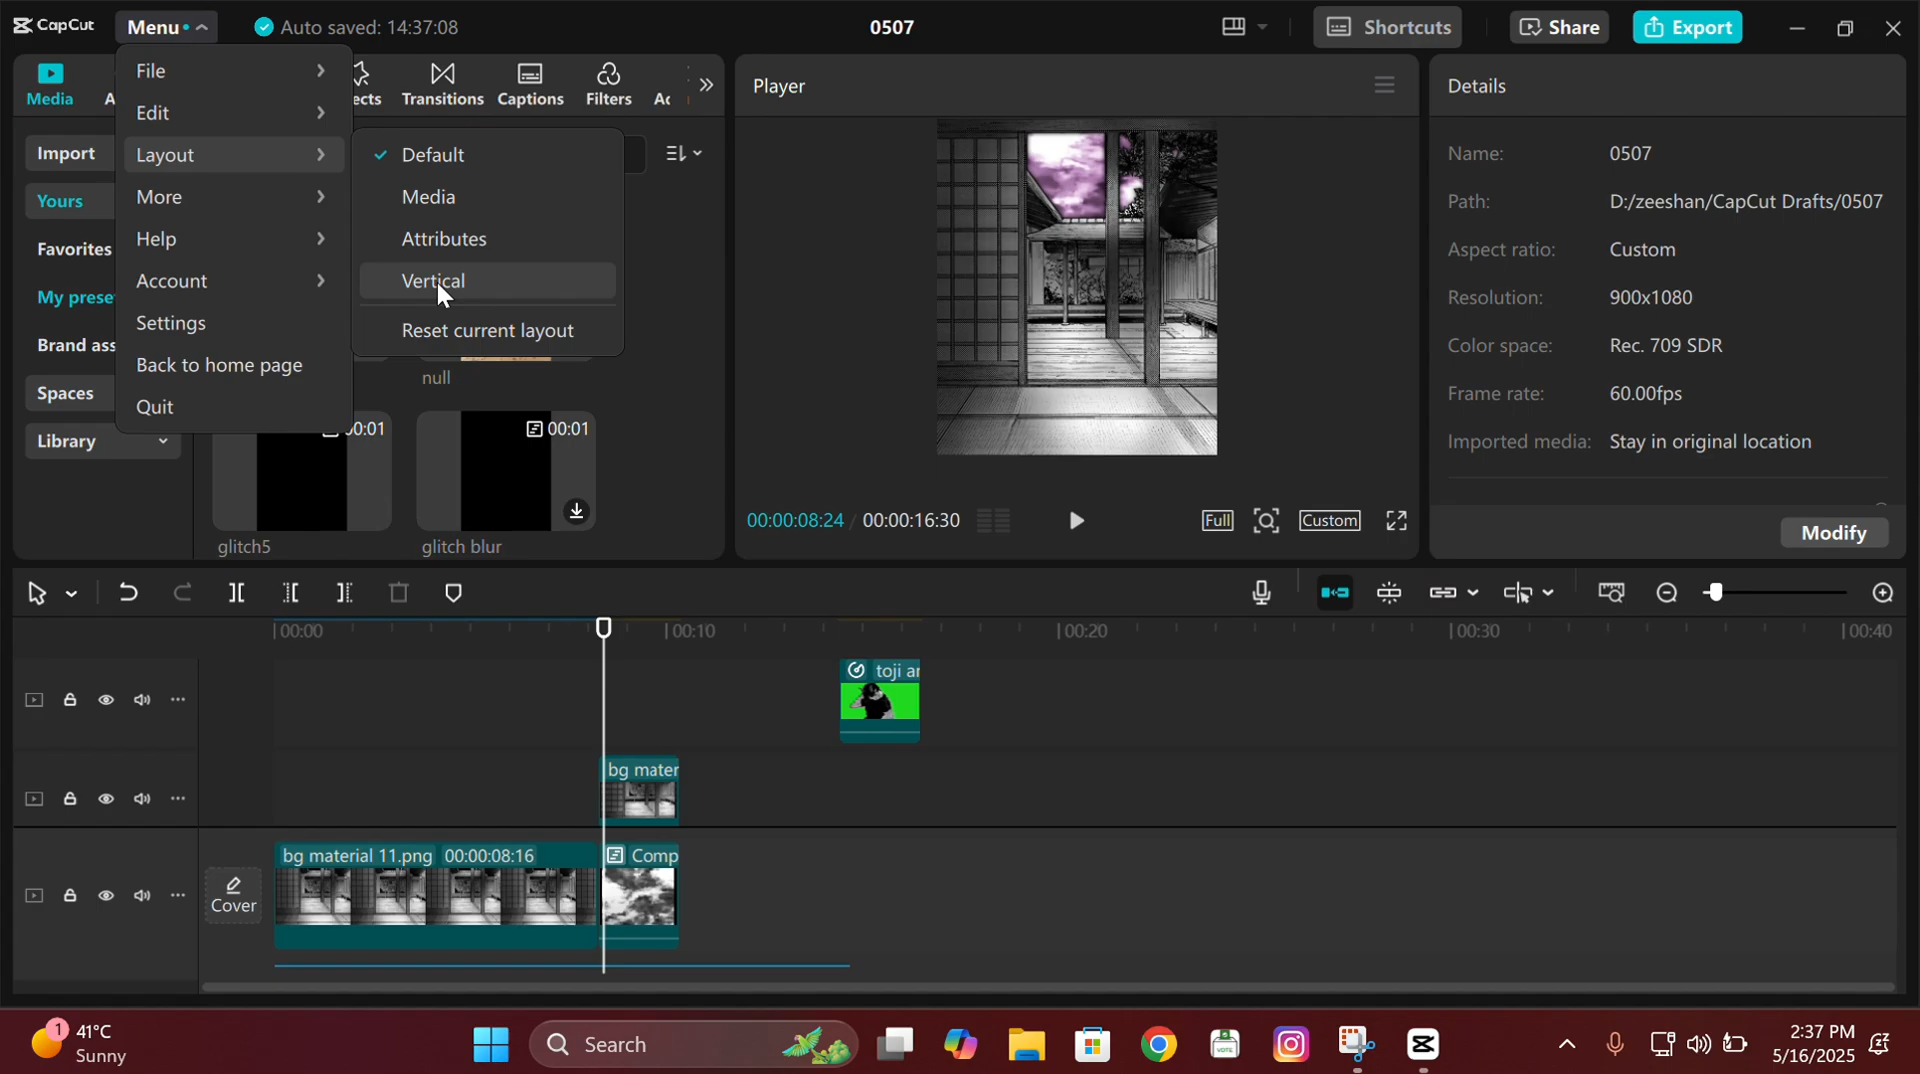 CapCut Menu Auto saved: 14:37:08 0507 Shortcuts Share Export
File
Edit
Layout
More
Help
Account
Settings
Back to home page
Quit
Default
Media
Attributes
Vertical
Reset current layout
Media Transitions Captions Filters
Import
Yours
Favorites
Spaces
Library
null
00:01 00:01
glitch5 glitch blur
Player
00:00:08:24 / 00:00:16:30 Full Custom
Details
Name: 0507
Path: D:/zeeshan/CapCut Drafts/0507
Aspect ratio: Custom
Resolution: 900x1080
Color space: Rec. 709 SDR
Frame rate: 60.00fps
Imported media: Stay in original location
Modify
00:00 00:10 00:20 00:30 00:40
toji ar
bg mater
bg material 11.png 00:00:08:16 Comp
Cover
1 41°C
Sunny
Search
VOTE
2:37 PM
5/16/2025